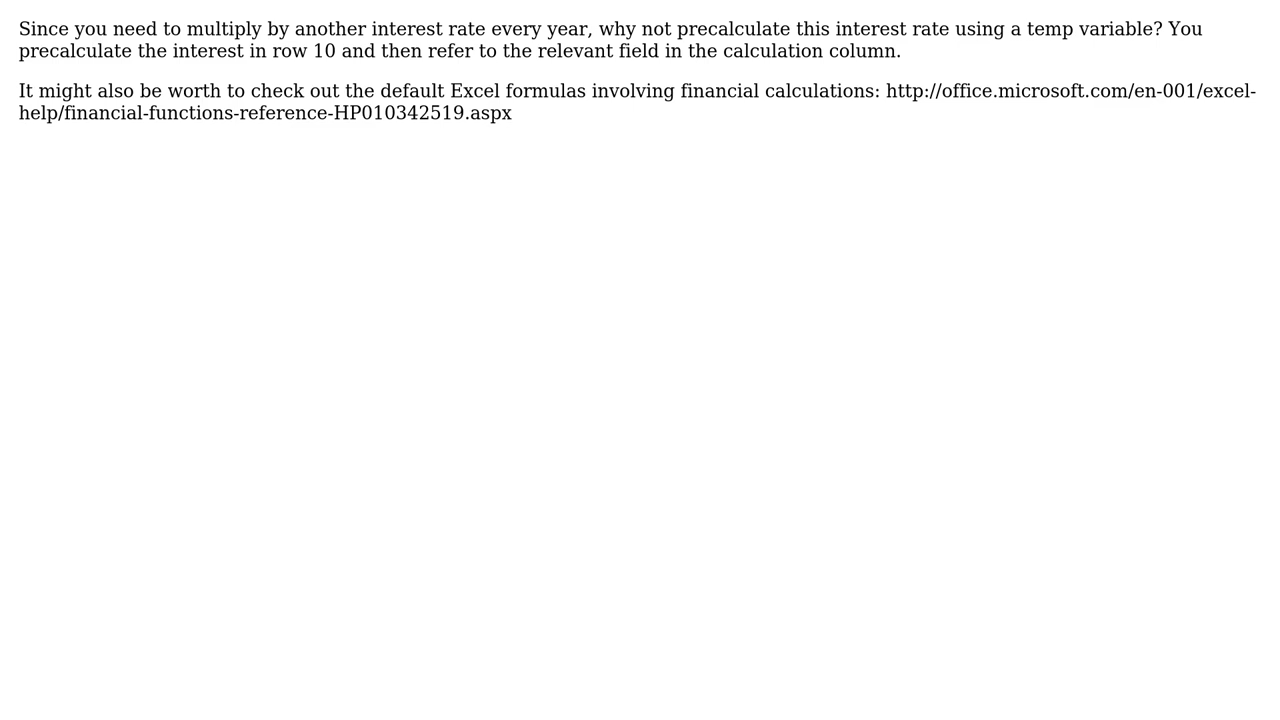 Since you need to multiply by another interest rate every year, why not precalculate this interest rate using a temp variable? You
precalculate the interest in row 10 and then refer to the relevant field in the calculation column.
It might also be worth to check out the default Excel formulas involving financial calculations: http://office.microsoft.com/en-001/excel-
help/financial-functions-reference-HP010342519.aspx